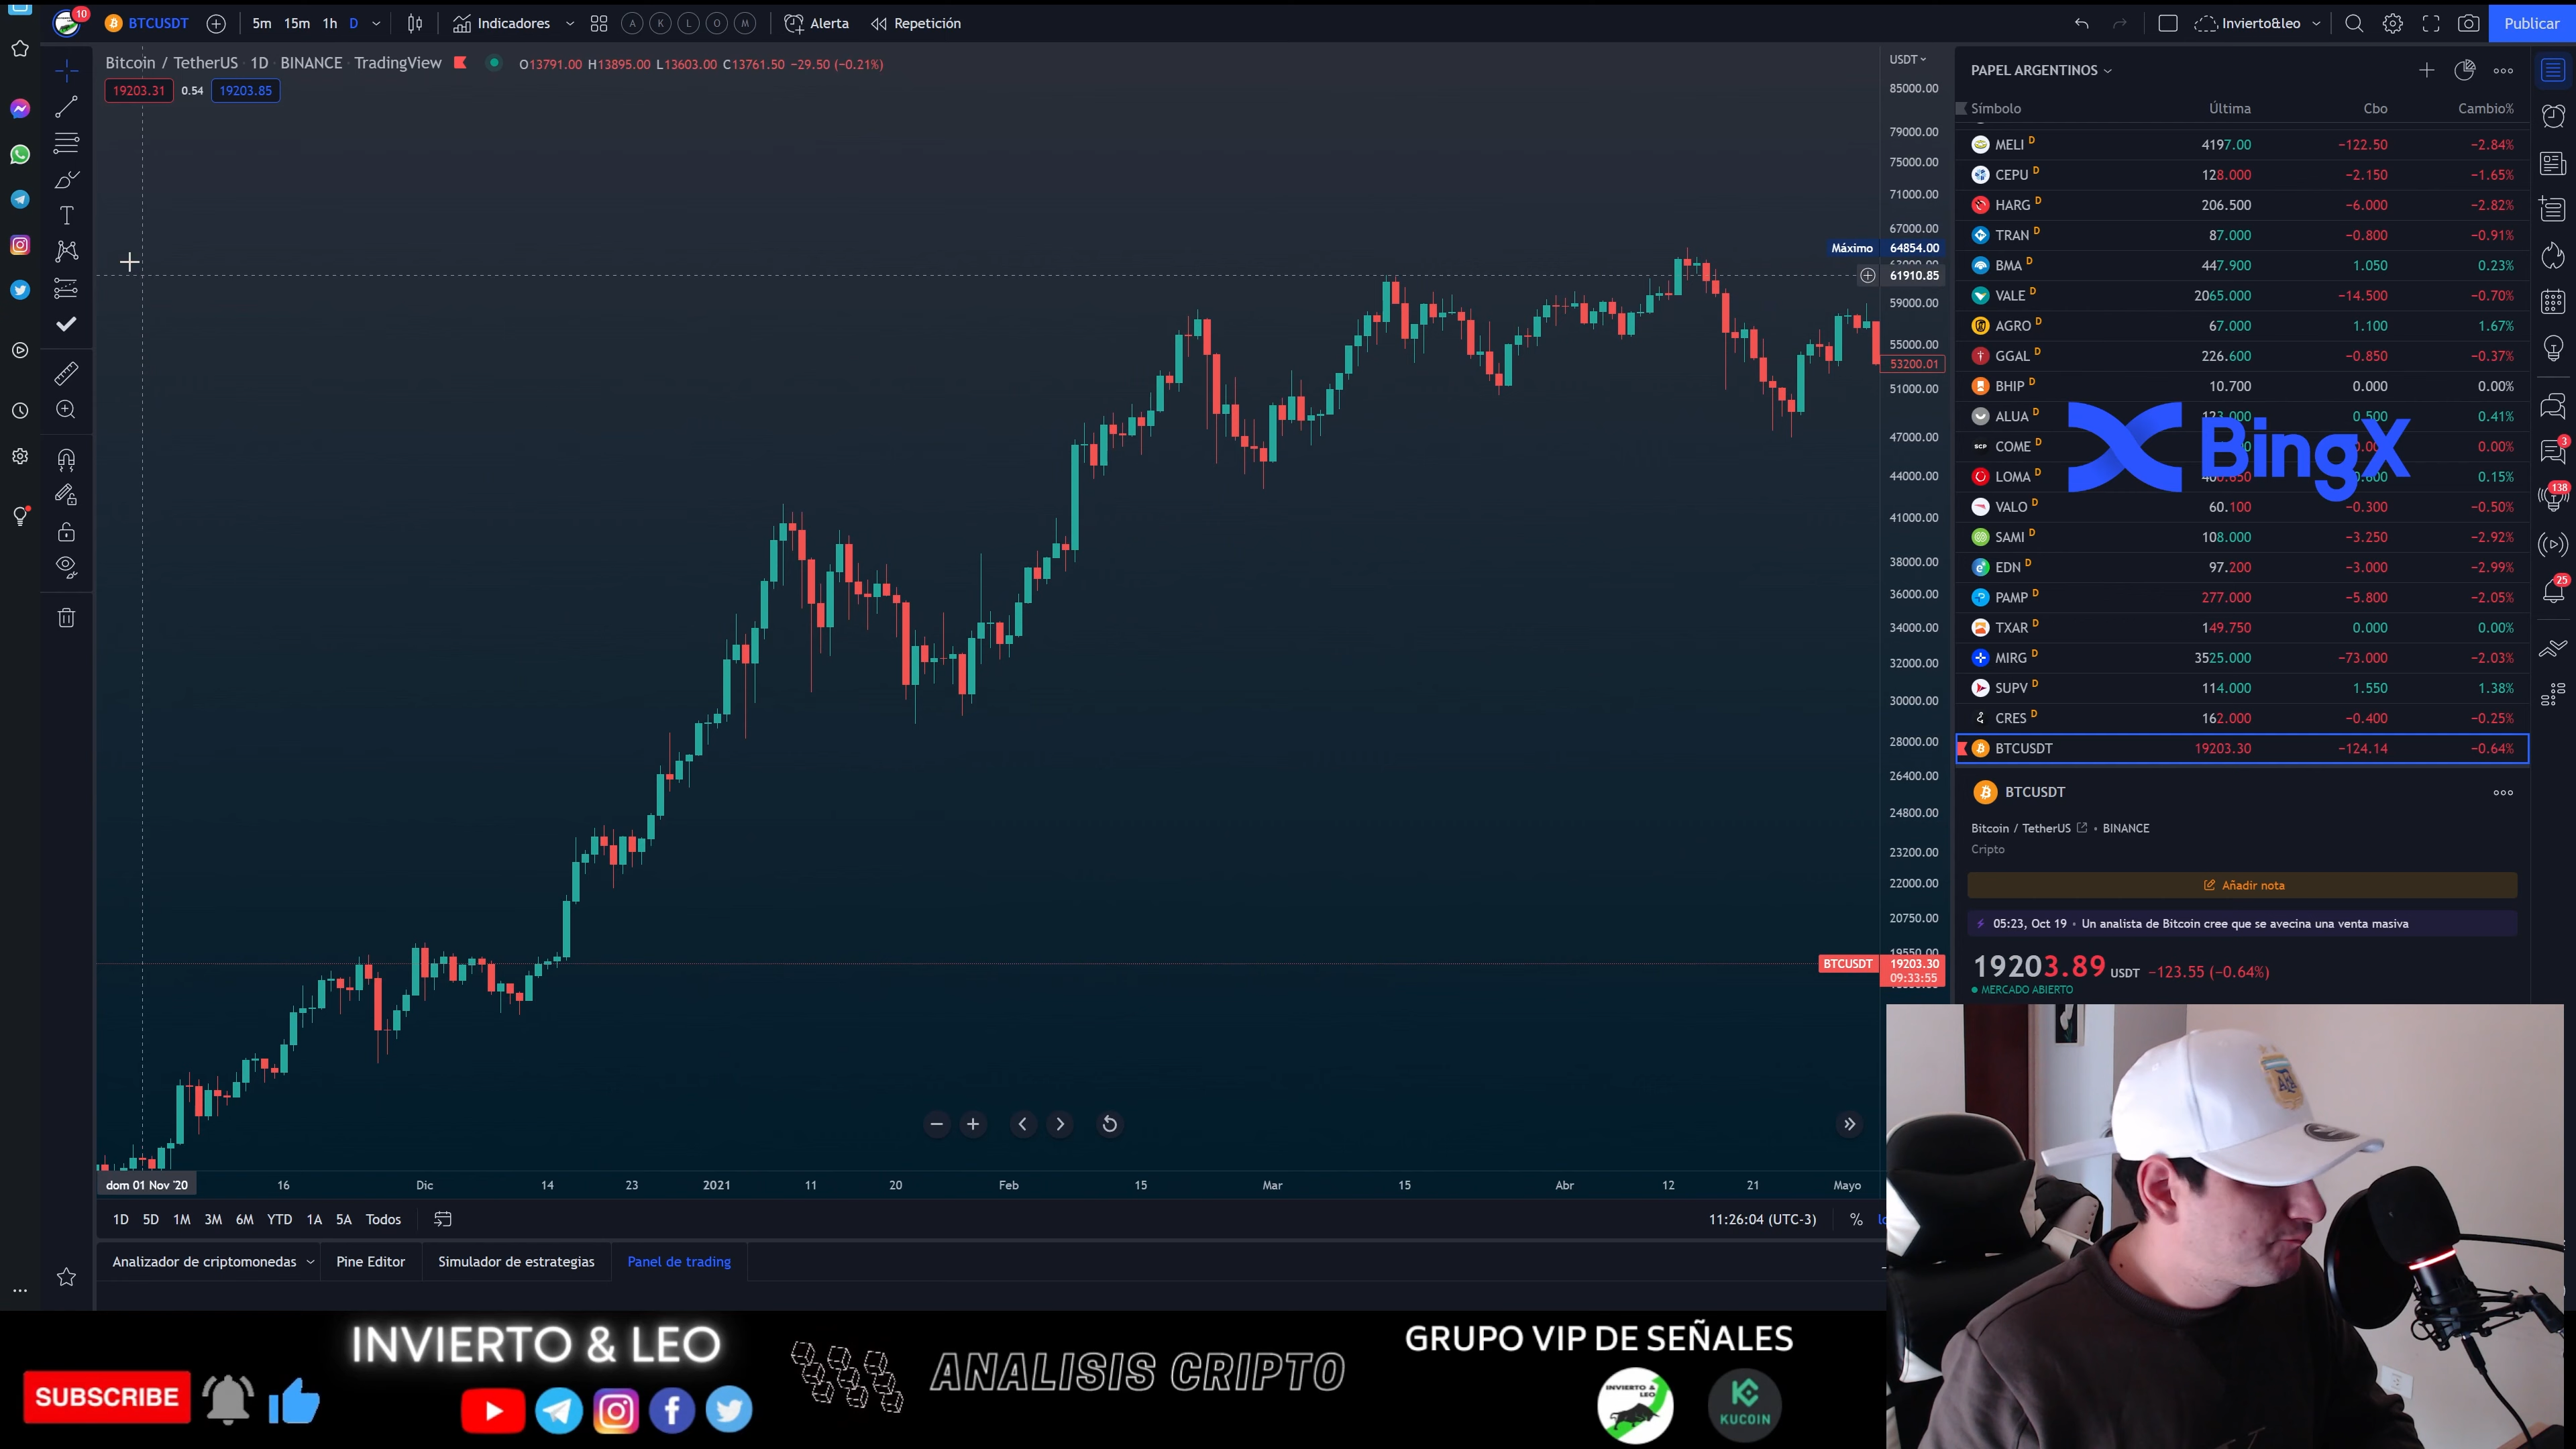 10
BTCUSDT
5m 15m 1h D
Indicadores
A K L O M
Alerta
Repetición
Invierto&leo
Publicar
Bitcoin / TetherUS · 1D · BINANCE · TradingView
O13791.00 H13895.00 L13603.00 C13761.50 −29.50 (−0.21%)
19203.31 0.54 19203.85
USDT
85000.00
79000.00
75000.00
71000.00
67000.00
Máximo 64854.00
61910.85
59000.00
55000.00
53200.01
51000.00
47000.00
44000.00
41000.00
38000.00
36000.00
34000.00
32000.00
30000.00
28000.00
26400.00
24800.00
23200.00
22000.00
20750.00
19550.00
BTCUSDT 19203.30
09:33:55
dom 01 Nov '20 16 Dic 14 23 2021 11 20 Feb 15 Mar 15 Abr 12 21 Mayo
1D 5D 1M 3M 6M YTD 1A 5A Todos
11:26:04 (UTC-3) %
Analizador de criptomonedas Pine Editor Simulador de estrategias Panel de trading
PAPEL ARGENTINOS
Símbolo Última Cbo Cambio%
MELI D 4197.00 −122.50 −2.84%
CEPU D 128.000 −2.150 −1.65%
HARG D 206.500 −6.000 −2.82%
TRAN D 87.000 −0.800 −0.91%
BMA D 447.900 1.050 0.23%
VALE D 2065.000 −14.500 −0.70%
AGRO D 67.000 1.100 1.67%
GGAL D 226.600 −0.850 −0.37%
BHIP D 10.700 0.000 0.00%
ALUA D 123.000 0.500 0.41%
COME D 0.00%
LOMA D 0.15%
BingX
VALO D 60.100 −0.300 −0.50%
SAMI D 108.000 −3.250 −2.92%
EDN D 97.200 −3.000 −2.99%
PAMP D 277.000 −5.800 −2.05%
TXAR D 149.750 0.000 0.00%
MIRG D 3525.000 −73.000 −2.03%
SUPV D 114.000 1.550 1.38%
CRES D 162.000 −0.400 −0.25%
BTCUSDT 19203.30 −124.14 −0.64%
BTCUSDT
Bitcoin / TetherUS • BINANCE
Cripto
Añadir nota
05:23, Oct 19 • Un analista de Bitcoin cree que se avecina una venta masiva
19203.89 USDT −123.55 (−0.64%)
MERCADO ABIERTO
3
138
25
SUBSCRIBE
INVIERTO & LEO
ANALISIS CRIPTO
GRUPO VIP DE SEÑALES
INVIERTO &
LEO
KUCOIN